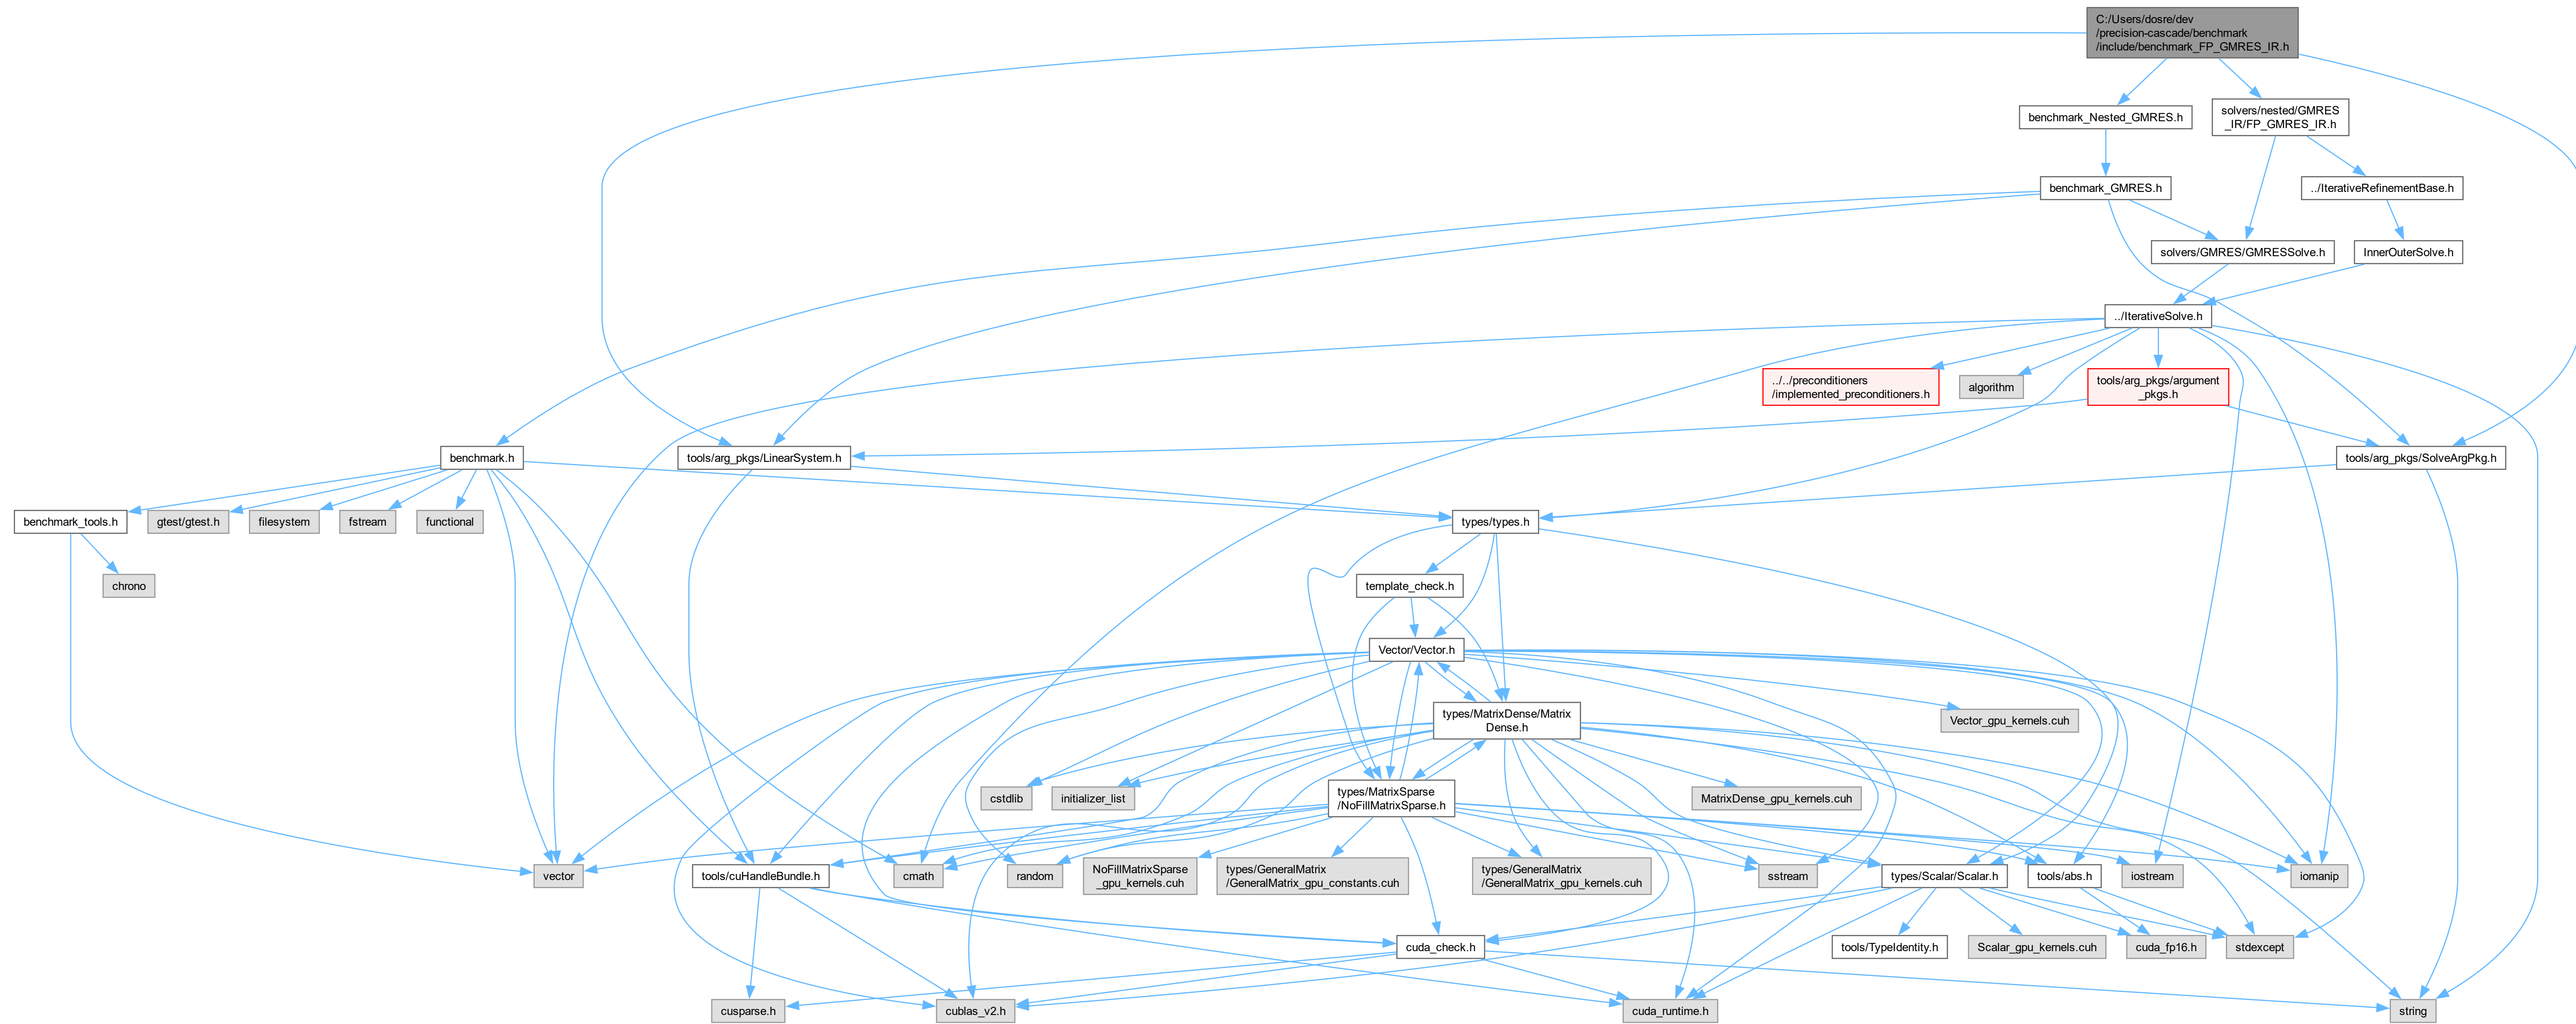 C:/Users/dosre/dev
/precision-cascade/benchmark
/include/benchmark_FP_GMRES_IR.h
benchmark_Nested_GMRES.h
solvers/nested/GMRES
_IR/FP_GMRES_IR.h
benchmark_GMRES.h
../IterativeRefinementBase.h
solvers/GMRES/GMRESSolve.h
InnerOuterSolve.h
../IterativeSolve.h
../../preconditioners
/implemented_preconditioners.h
algorithm
tools/arg_pkgs/argument
_pkgs.h
benchmark.h
tools/arg_pkgs/LinearSystem.h
tools/arg_pkgs/SolveArgPkg.h
benchmark_tools.h
gtest/gtest.h
filesystem
fstream
functional
types/types.h
chrono
template_check.h
Vector/Vector.h
types/MatrixDense/Matrix
Dense.h
Vector_gpu_kernels.cuh
cstdlib
initializer_list
types/MatrixSparse
/NoFillMatrixSparse.h
MatrixDense_gpu_kernels.cuh
vector
tools/cuHandleBundle.h
cmath
random
NoFillMatrixSparse
_gpu_kernels.cuh
types/GeneralMatrix
/GeneralMatrix_gpu_constants.cuh
types/GeneralMatrix
/GeneralMatrix_gpu_kernels.cuh
sstream
types/Scalar/Scalar.h
tools/abs.h
iostream
iomanip
cuda_check.h
tools/TypeIdentity.h
Scalar_gpu_kernels.cuh
cuda_fp16.h
stdexcept
cusparse.h
cublas_v2.h
cuda_runtime.h
string